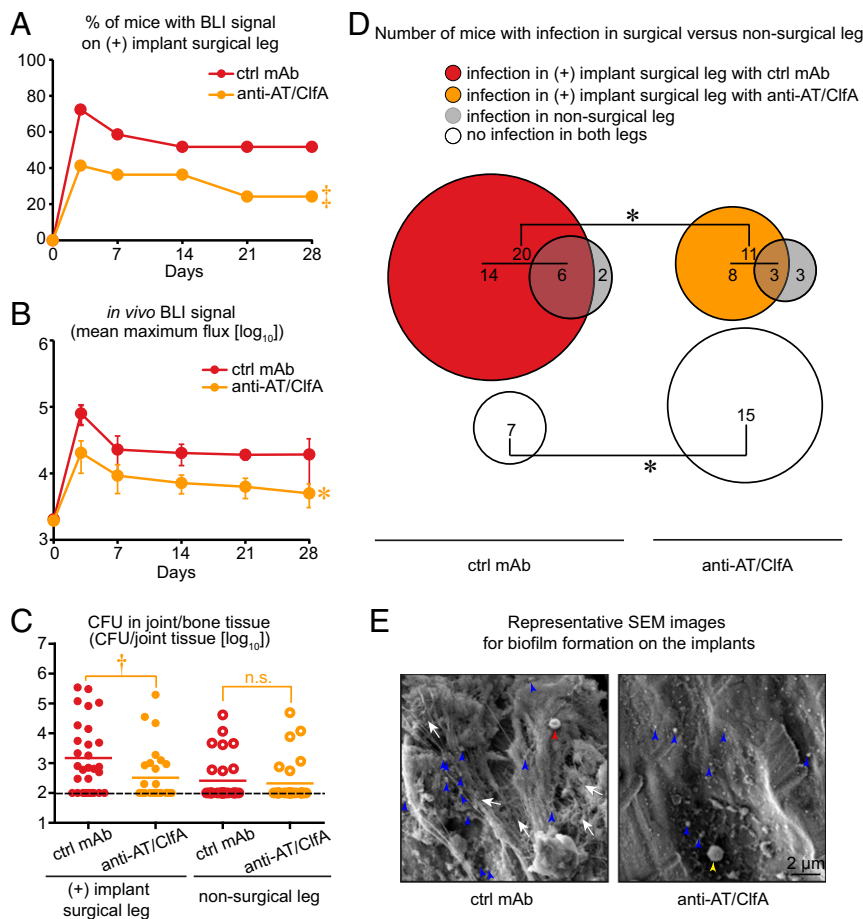 A
% of mice with BLI signal
on (+) implant surgical leg
100
80
60
40
20
0
ctrl mAb
anti-AT/ClfA
‡
0 7 14 21 28
Days
B
in vivo BLI signal
(mean maximum flux [log10])
6
5
4
3
ctrl mAb
anti-AT/ClfA
*
0 7 14 21 28
Days
C
CFU in joint/bone tissue
(CFU/joint tissue [log10])
7
6
5
4
3
2
1
†
n.s.
ctrl mAb
anti-AT/ClfA
ctrl mAb
anti-AT/ClfA
(+) implant
surgical leg
non-surgical leg
D
Number of mice with infection in surgical versus non-surgical leg
infection in (+) implant surgical leg with ctrl mAb
infection in (+) implant surgical leg with anti-AT/ClfA
infection in non-surgical leg
no infection in both legs
*
20
14 6 2
11
8 3 3
7
15
*
ctrl mAb
anti-AT/ClfA
E
Representative SEM images
for biofilm formation on the implants
2 μm
ctrl mAb
anti-AT/ClfA